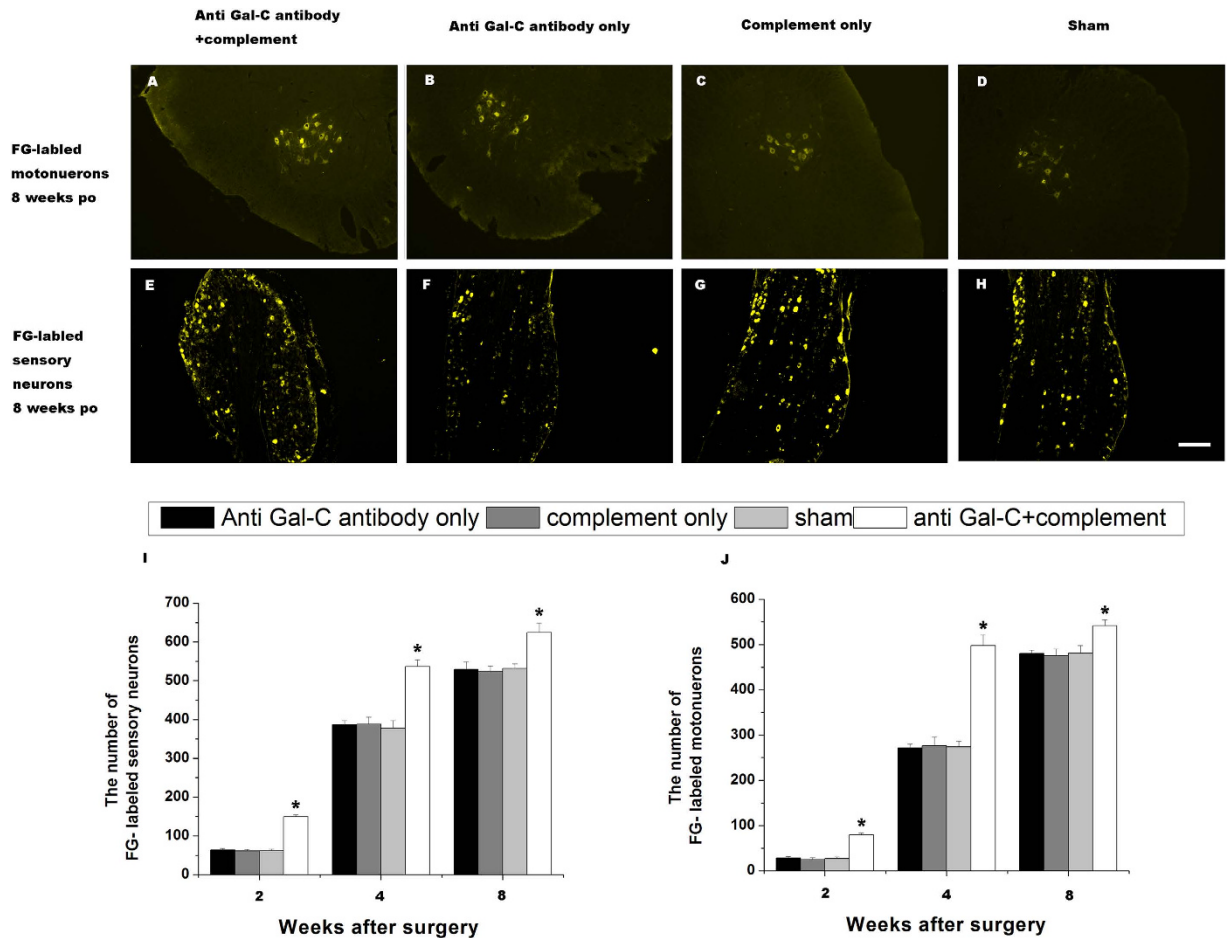 Anti Gal-C antibody
+complement
Anti Gal-C antibody only
Complement only
Sham
A
B
C
D
FG-labled
motonuerons
8 weeks po
E
F
G
H
FG-labled
sensory
neurons
8 weeks po
Anti Gal-C antibody only complement only sham anti Gal-C+complement
I
The number of
FG- labeled sensory neurons
700
600
500
400
300
200
100
0
*
*
*
2 4 8
Weeks after surgery
J
The number of
FG- labeled motonuerons
600
500
400
300
200
100
0
*
*
*
2 4 8
Weeks after surgery